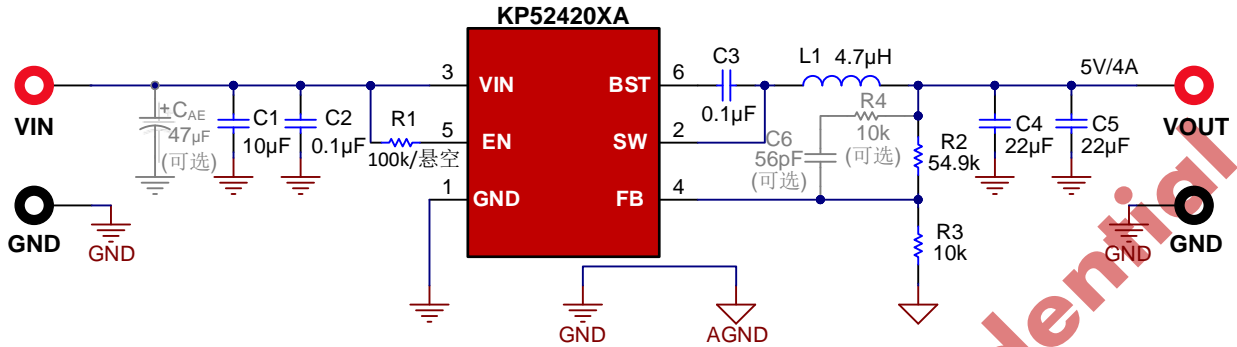 KP52420XA
VIN
GND
GND
+
CAE
47µF
(可选)
C1
10µF
C2
0.1µF
R1
100k/悬空
3
VIN
5
EN
1
GND
BST
6
SW
2
FB
4
C3
0.1µF
L1
4.7µH
R4
10k
(可选)
C6
56pF
(可选)
R2
54.9k
R3
10k
C4
22µF
C5
22µF
5V/4A
VOUT
GND
GND
GND
AGND
dential